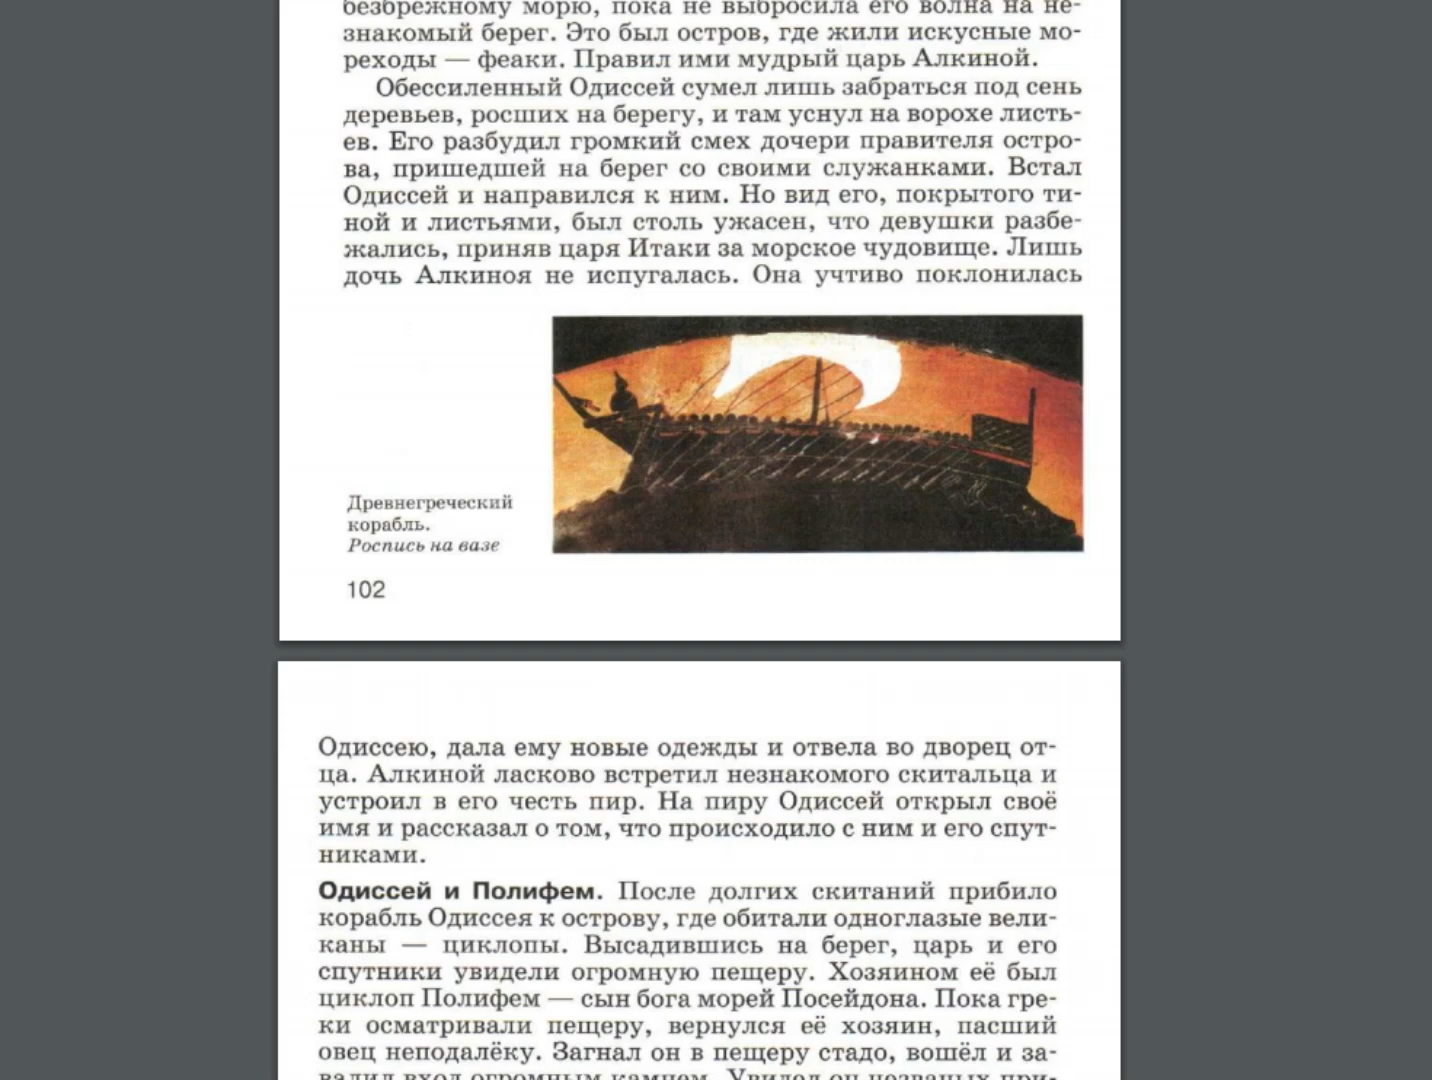 безбрежному морю, пока не выбросила его волна на не-
знакомый берег. Это был остров, где жили искусные мо-
реходы — феаки. Правил ими мудрый царь Алкиной.
Обессиленный Одиссей сумел лишь забраться под сень
деревьев, росших на берегу, и там уснул на ворохе листь-
ев. Его разбудил громкий смех дочери правителя остро-
ва, пришедшей на берег со своими служанками. Встал
Одиссей и направился к ним. Но вид его, покрытого ти-
ной и листьями, был столь ужасен, что девушки разбе-
жались, приняв царя Итаки за морское чудовище. Лишь
дочь Алкиноя не испугалась. Она учтиво поклонилась
Древнегреческий
корабль.
Роспись на вазе
102
Одиссею, дала ему новые одежды и отвела во дворец от-
ца. Алкиной ласково встретил незнакомого скитальца и
устроил в его честь пир. На пиру Одиссей открыл своё
имя и рассказал о том, что происходило с ним и его спут-
никами.
Одиссей и Полифем. После долгих скитаний прибило
корабль Одиссея к острову, где обитали одноглазые вели-
каны — циклопы. Высадившись на берег, царь и его
спутники увидели огромную пещеру. Хозяином её был
циклоп Полифем — сын бога морей Посейдона. Пока гре-
ки осматривали пещеру, вернулся её хозяин, пасший
овец неподалёку. Загнал он в пещеру стадо, вошёл и за-
валил вход огромным камнем. Увидел он незваных при-